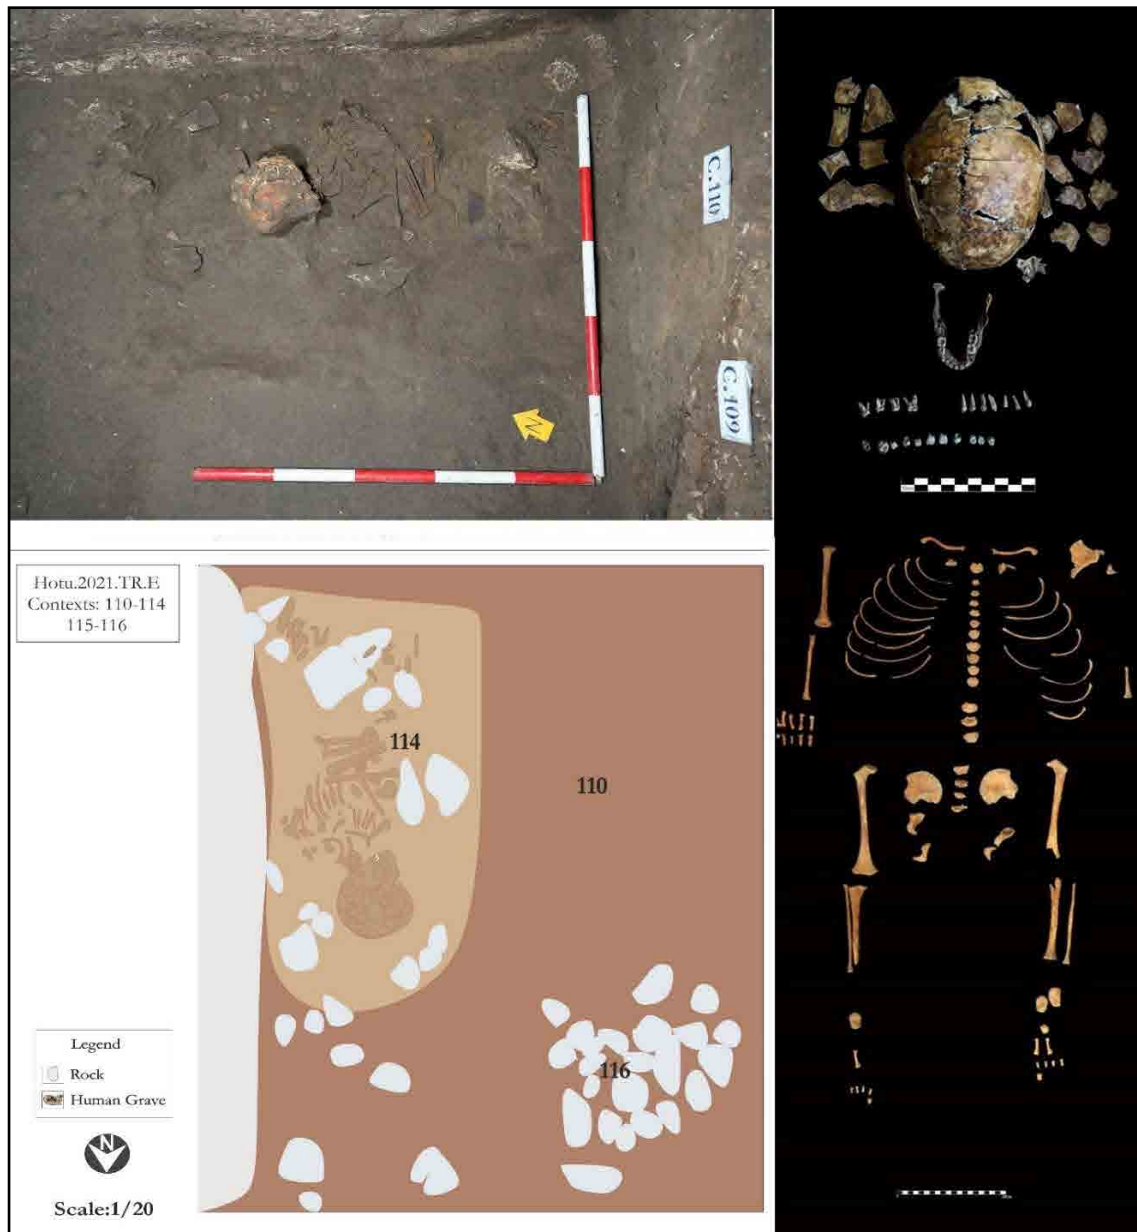 C.110
C.109
N
Hotu.2021.TR.E
Contexts: 110-114
115-116
114
110
116
Legend
Rock
Human Grave
N
Scale:1/20